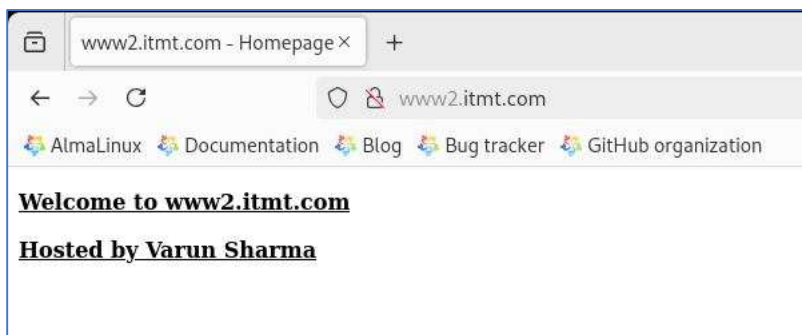 www2.itmt.com - Homepage
www2.itmt.com
AlmaLinux Documentation Blog Bug tracker GitHub organization
Welcome to www2.itmt.com
Hosted by Varun Sharma